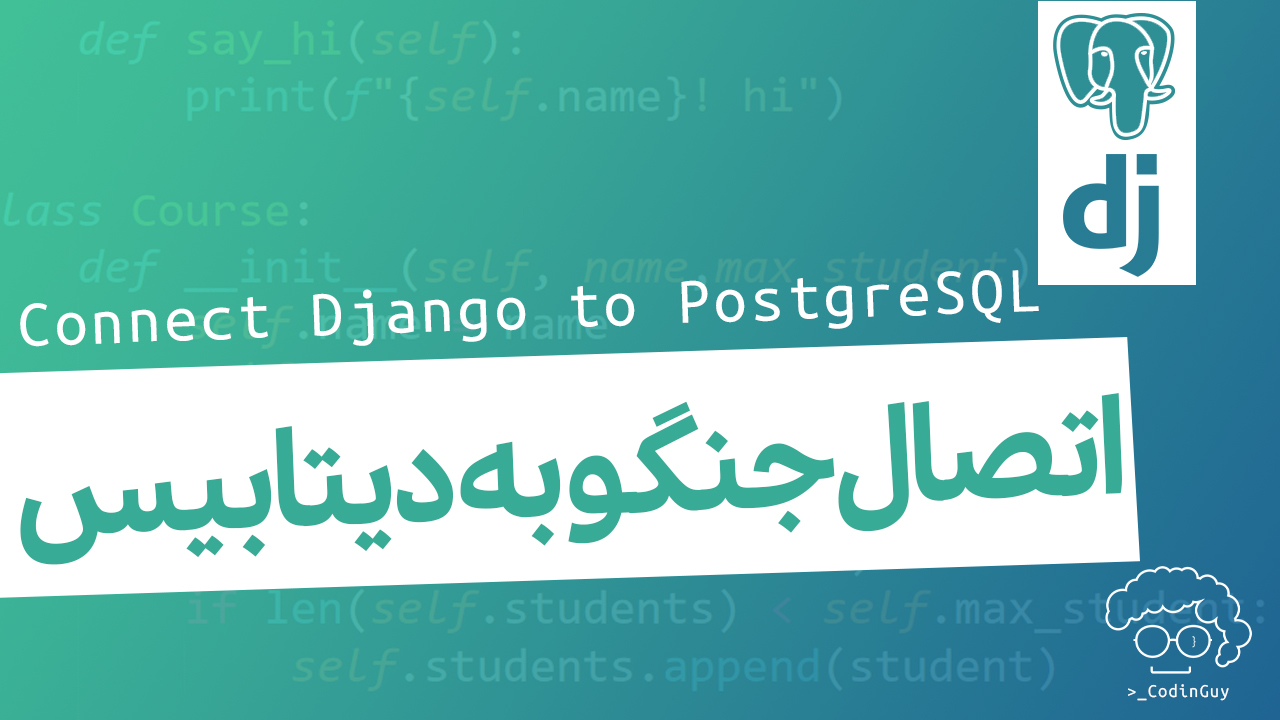 def say_hi(self):
print(f"{self.name}! hi")
lass Course:
def __init__(self, name,max_student)
dj
Connect Django to PostgreSQL
self.name = name
اتصال جنگو به دیتابیس
if len(self.students) < self.max_student:
self.students.append(student)
>_CodinGuy